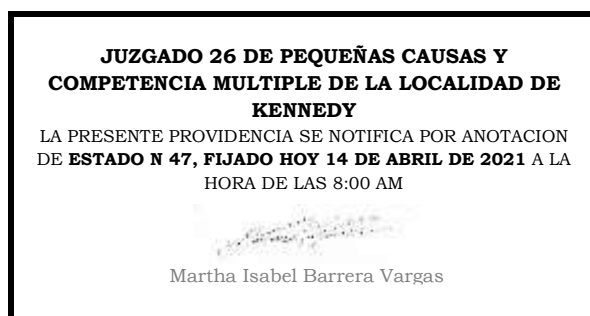 JUZGADO 26 DE PEQUEÑAS CAUSAS Y
COMPETENCIA MULTIPLE DE LA LOCALIDAD DE
KENNEDY
LA PRESENTE PROVIDENCIA SE NOTIFICA POR ANOTACION
DE ESTADO N 47, FIJADO HOY 14 DE ABRIL DE 2021 A LA
HORA DE LAS 8:00 AM
Martha Isabel Barrera Vargas